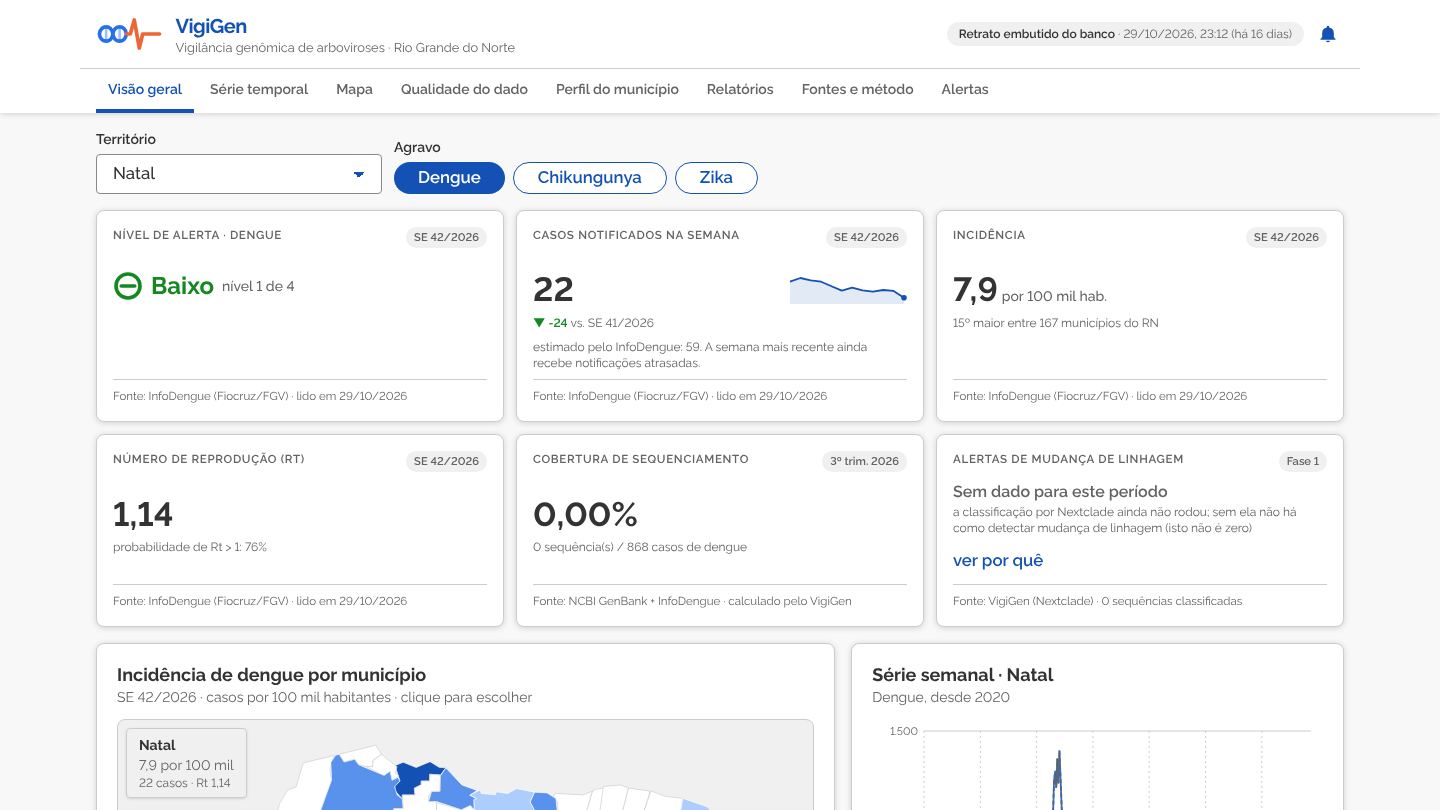 VigiGen
Vigilância genômica de arboviroses · Rio Grande do Norte
Retrato embutido do banco · 29/10/2026, 23:12 (há 16 dias)
Visão geral
Série temporal
Mapa
Qualidade do dado
Perfil do município
Relatórios
Fontes e método
Alertas
Território
Natal
Agravo
Dengue
Chikungunya
Zika
NÍVEL DE ALERTA · DENGUE
SE 42/2026
Baixo nível 1 de 4
Fonte: InfoDengue (Fiocruz/FGV) · lido em 29/10/2026
CASOS NOTIFICADOS NA SEMANA
SE 42/2026
22
▼ -24 vs. SE 41/2026
estimado pelo InfoDengue: 59. A semana mais recente ainda
recebe notificações atrasadas.
Fonte: InfoDengue (Fiocruz/FGV) · lido em 29/10/2026
INCIDÊNCIA
SE 42/2026
7,9 por 100 mil hab.
15º maior entre 167 municípios do RN
Fonte: InfoDengue (Fiocruz/FGV) · lido em 29/10/2026
NÚMERO DE REPRODUÇÃO (RT)
SE 42/2026
1,14
probabilidade de Rt > 1: 76%
Fonte: InfoDengue (Fiocruz/FGV) · lido em 29/10/2026
COBERTURA DE SEQUENCIAMENTO
3º trim. 2026
0,00%
0 sequência(s) / 868 casos de dengue
Fonte: NCBI GenBank + InfoDengue · calculado pelo VigiGen
ALERTAS DE MUDANÇA DE LINHAGEM
Fase 1
Sem dado para este período
a classificação por Nextclade ainda não rodou; sem ela não há
como detectar mudança de linhagem (isto não é zero)
ver por quê
Fonte: VigiGen (Nextclade) · 0 sequências classificadas
Incidência de dengue por município
SE 42/2026 · casos por 100 mil habitantes · clique para escolher
Natal
7,9 por 100 mil
22 casos · Rt 1,14
Série semanal · Natal
Dengue, desde 2020
1500